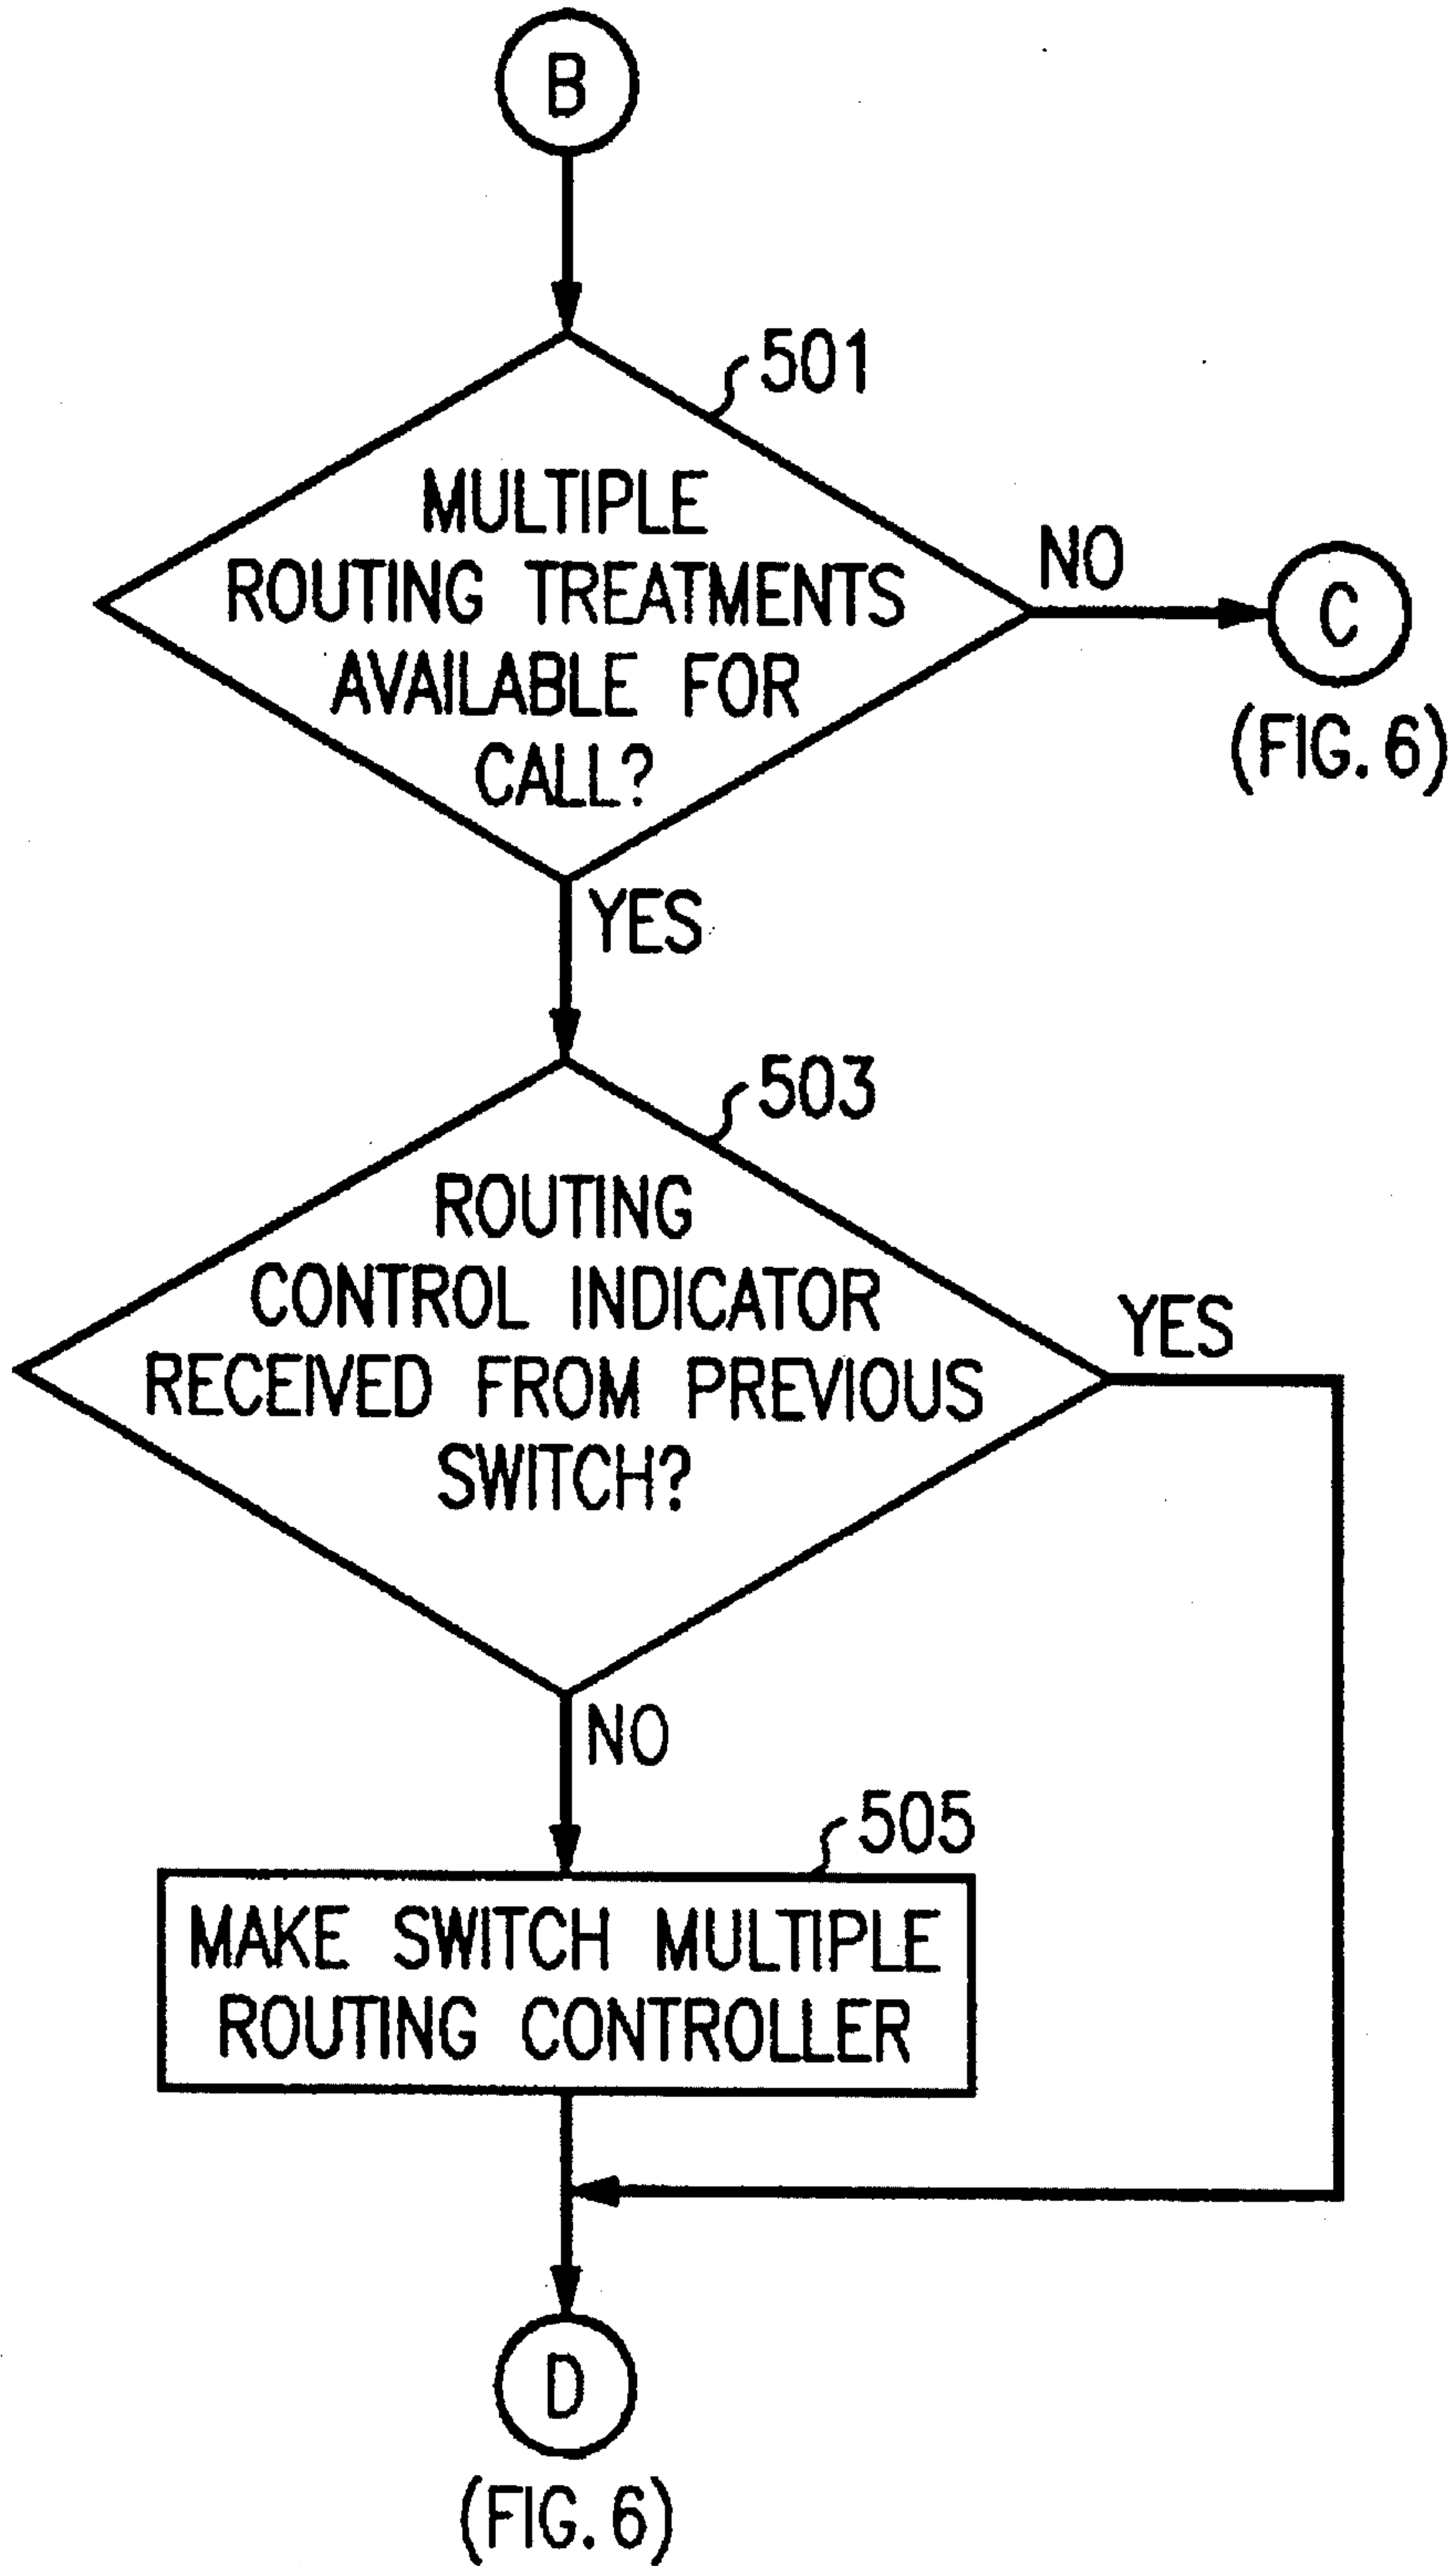 B
501
MULTIPLE
ROUTING TREATMENTS
AVAILABLE FOR
CALL?
NO
C
(FIG. 6)
YES
503
ROUTING
CONTROL INDICATOR
RECEIVED FROM PREVIOUS
SWITCH?
YES
NO
505
MAKE SWITCH MULTIPLE
ROUTING CONTROLLER
D
(FIG. 6)